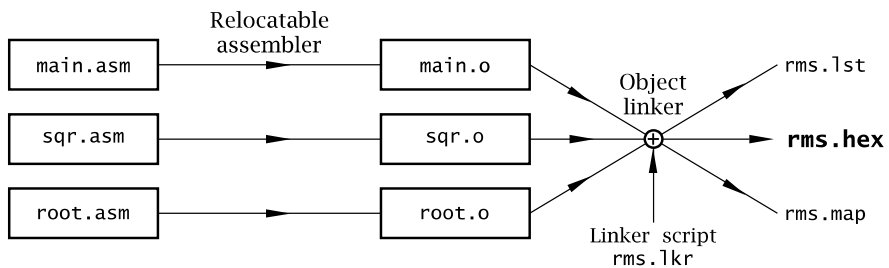 Relocatable
assembler
main.asm
main.o
sqr.asm
sqr.o
root.asm
root.o
Object
linker
rms.lst
rms.hex
rms.map
Linker script
rms.lkr